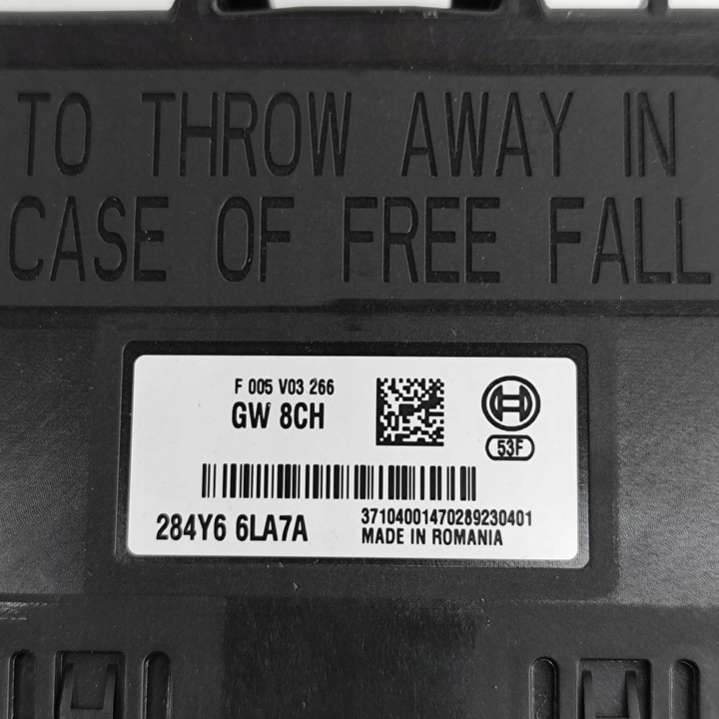 TO THROW AWAY IN
CASE OF FREE FALL
F 005 V03 266
GW 8CH
53F
284Y6 6LA7A
37104001470289230401
MADE IN ROMANIA